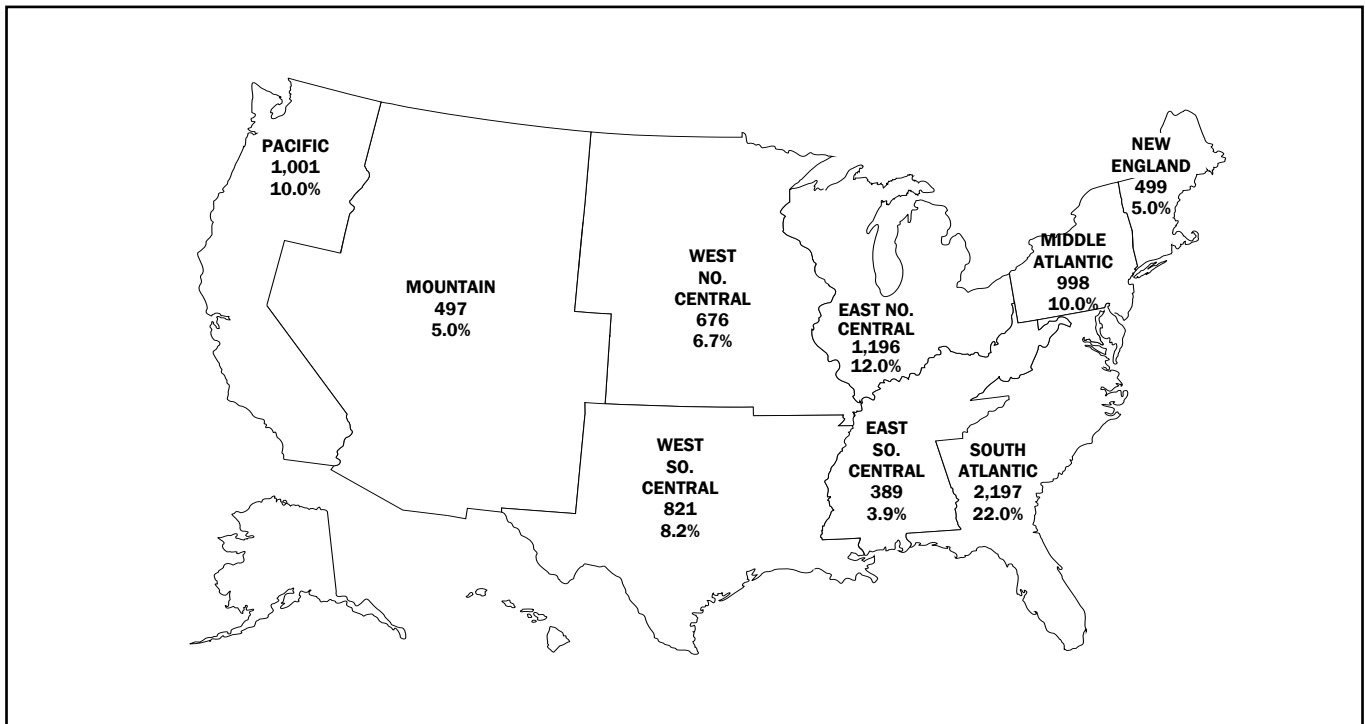 PACIFIC
1,001
10.0%
MOUNTAIN
497
5.0%
WEST
NO.
CENTRAL
676
6.7%
WEST
SO.
CENTRAL
821
8.2%
EAST NO.
CENTRAL
1,196
12.0%
EAST
SO.
CENTRAL
389
3.9%
SOUTH
ATLANTIC
2,197
22.0%
MIDDLE
ATLANTIC
998
10.0%
NEW
ENGLAND
499
5.0%